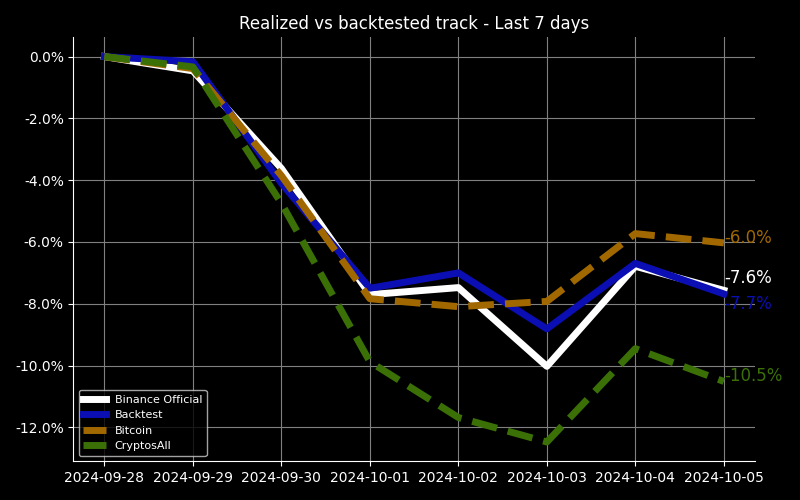 Realized vs backtested track - Last 7 days
0.0%
-2.0%
-4.0%
-6.0%
-8.0%
-10.0%
-12.0%
-6.0%
-7.6%
-7.7%
-10.5%
Binance Official
Backtest
Bitcoin
CryptosAll
2024-09-28 2024-09-29 2024-09-30 2024-10-01 2024-10-02 2024-10-03 2024-10-04 2024-10-05